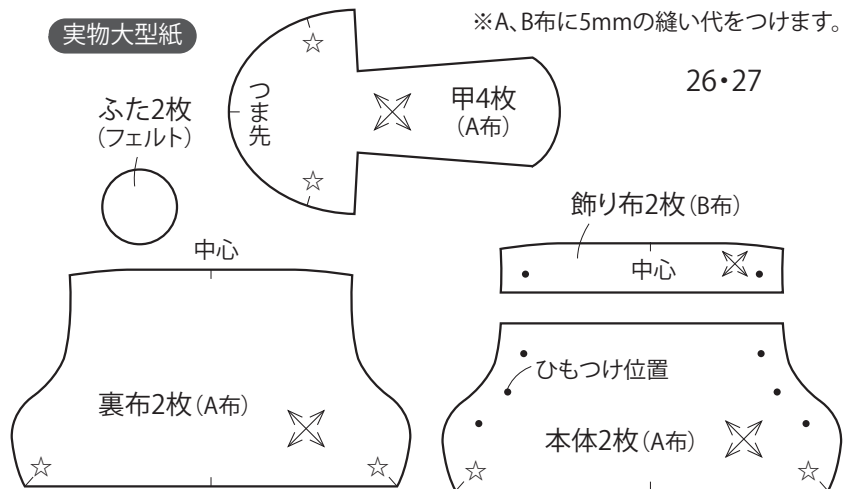 実物大型紙
※A、B布に5mmの縫い代をつけます。
26・27
☆
つま先
甲4枚
（A布）
☆
ふた2枚
（フェルト）
飾り布2枚（B布）
中心
中心
ひもつけ位置
裏布2枚（A布）
本体2枚（A布）
☆
☆
☆
☆